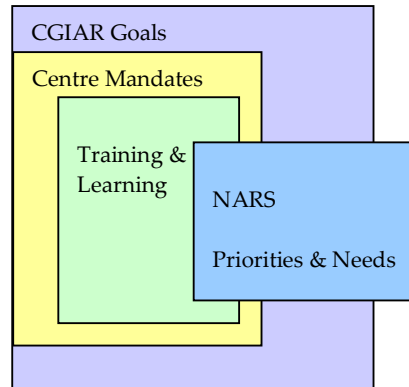 CGIAR Goals
Centre Mandates
Training &
Learning
NARS
Priorities & Needs